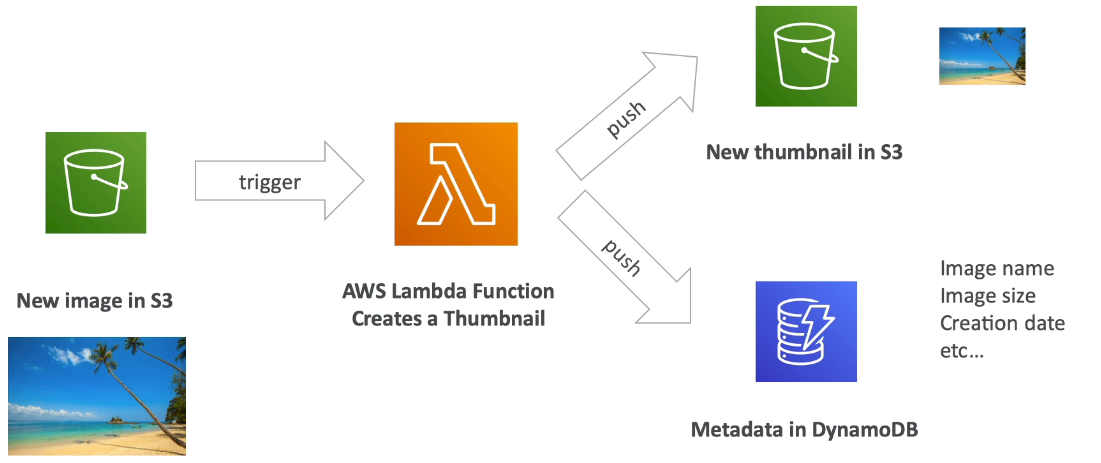 New image in S3
trigger
AWS Lambda Function
Creates a Thumbnail
push
New thumbnail in S3
push
Metadata in DynamoDB
Image name
Image size
Creation date
etc…